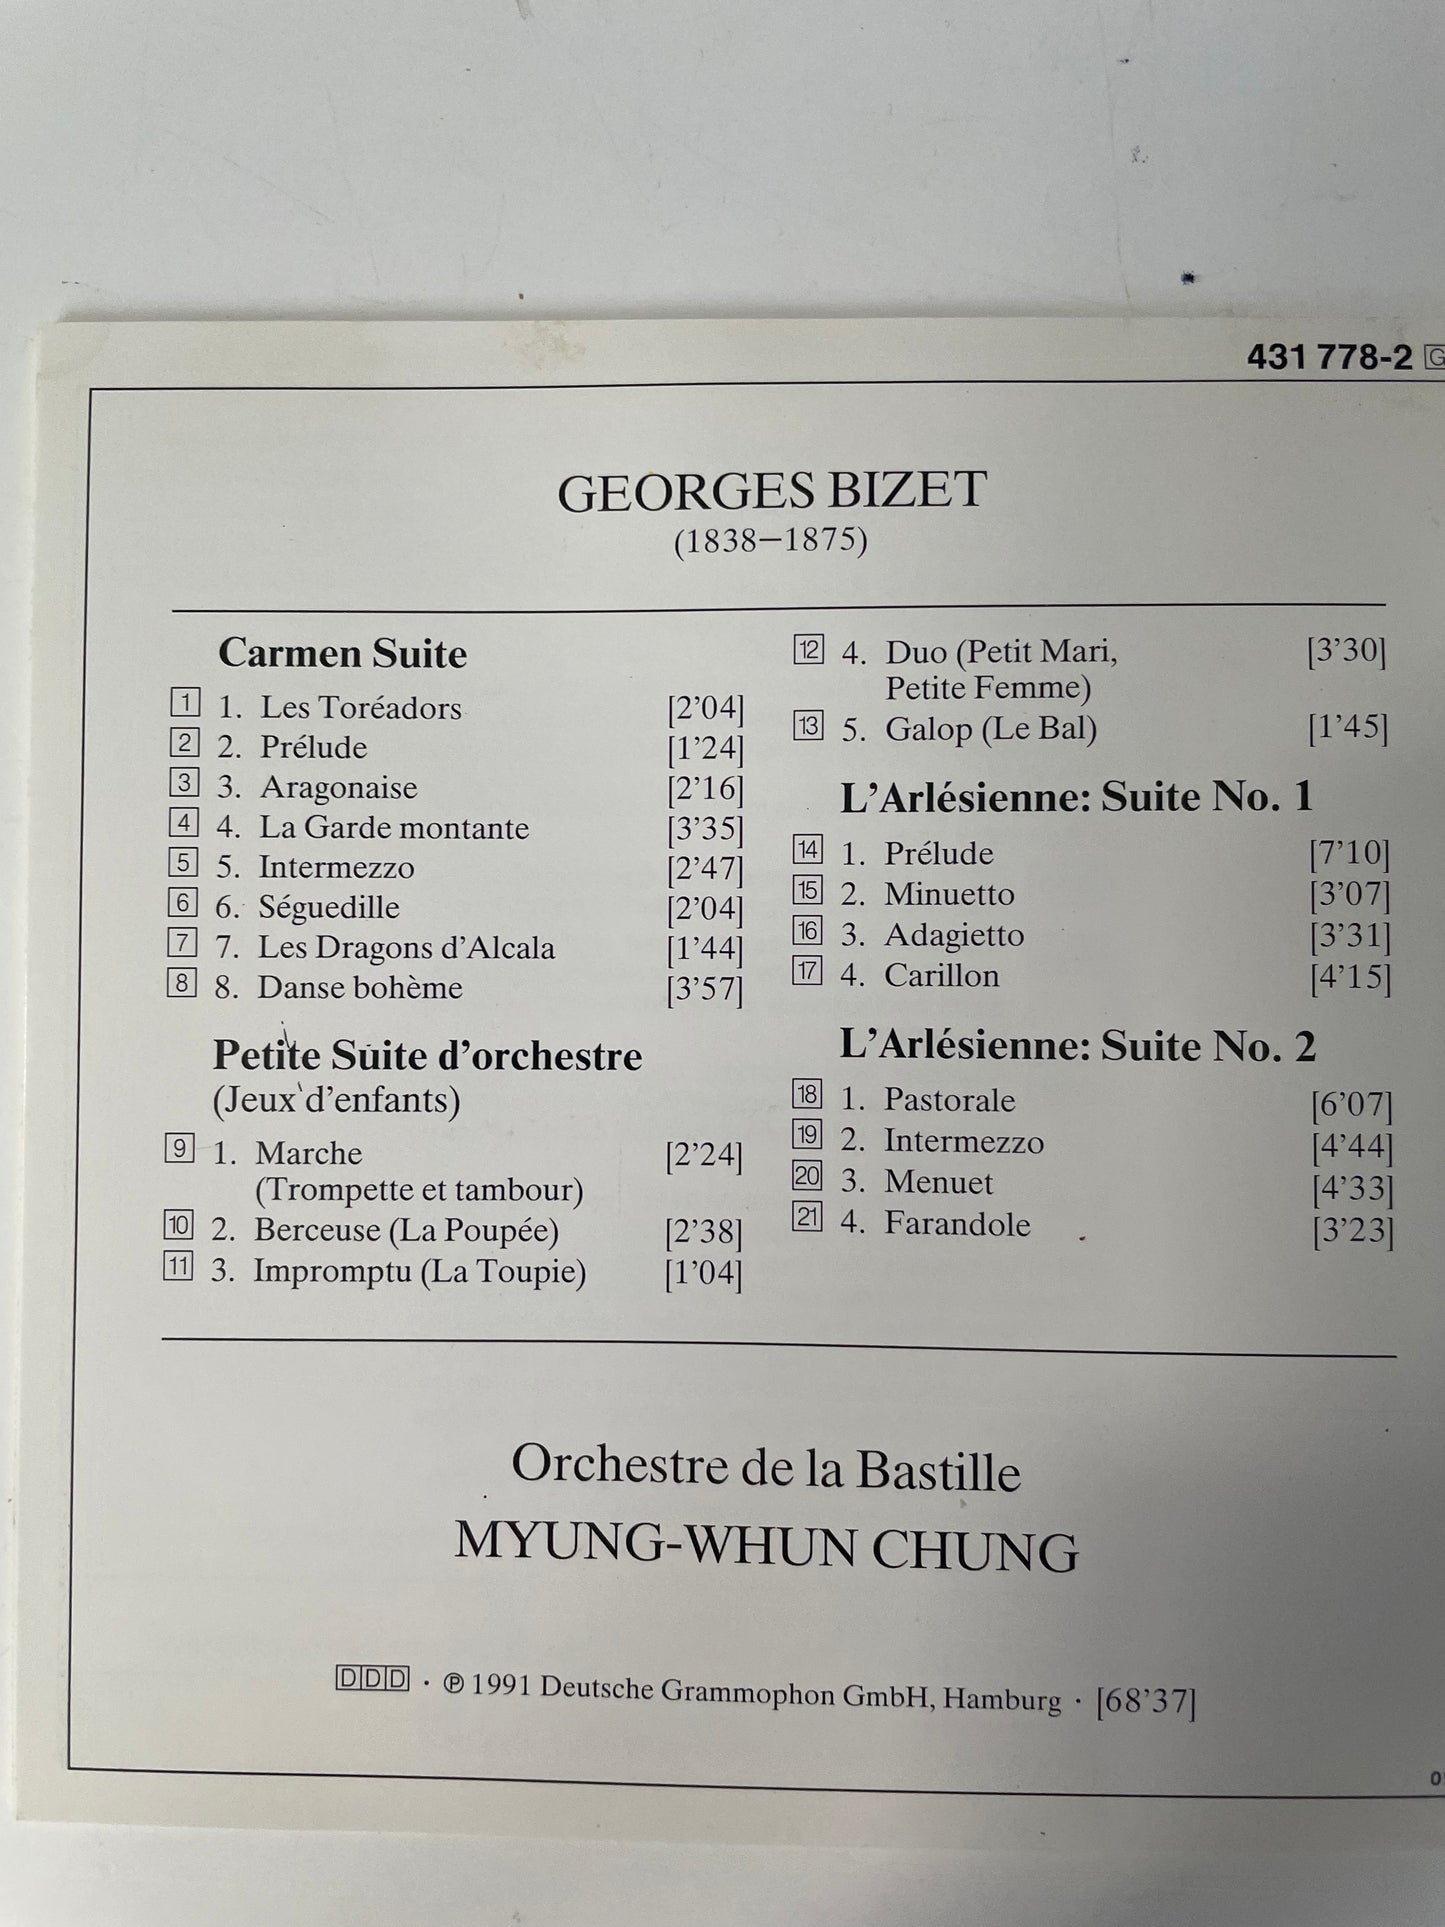 431 778-2 G
GEORGES BIZET
(1838–1875)
Carmen Suite
1 1. Les Toréadors [2’04]
2 2. Prélude [1’24]
3 3. Aragonaise [2’16]
4 4. La Garde montante [3’35]
5 5. Intermezzo [2’47]
6 6. Séguedille [2’04]
7 7. Les Dragons d’Alcala [1’44]
8 8. Danse bohème [3’57]
Petite Suite d’orchestre
(Jeux d’enfants)
9 1. Marche [2’24]
(Trompette et tambour)
10 2. Berceuse (La Poupée) [2’38]
11 3. Impromptu (La Toupie) [1’04]
12 4. Duo (Petit Mari, [3’30]
Petite Femme)
13 5. Galop (Le Bal) [1’45]
L’Arlésienne: Suite No. 1
14 1. Prélude [7’10]
15 2. Minuetto [3’07]
16 3. Adagietto [3’31]
17 4. Carillon [4’15]
L’Arlésienne: Suite No. 2
18 1. Pastorale [6’07]
19 2. Intermezzo [4’44]
20 3. Menuet [4’33]
21 4. Farandole [3’23]
Orchestre de la Bastille
MYUNG-WHUN CHUNG
DDD · ℗ 1991 Deutsche Grammophon GmbH, Hamburg · [68’37]